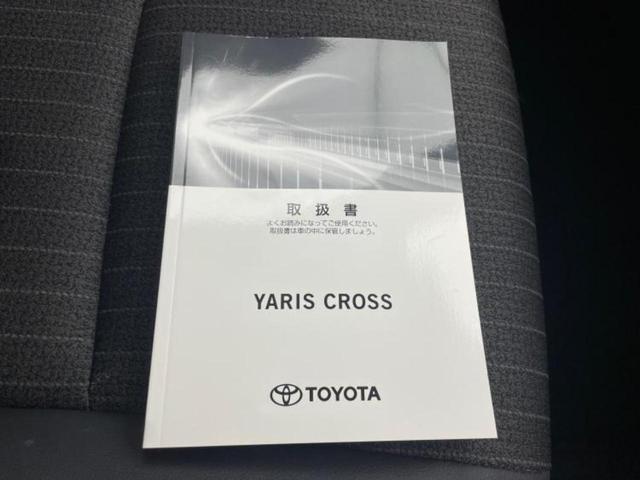 取扱書
よくお読みになってご使用ください。
取扱書は車の中に保管しましょう。
YARIS CROSS
TOYOTA